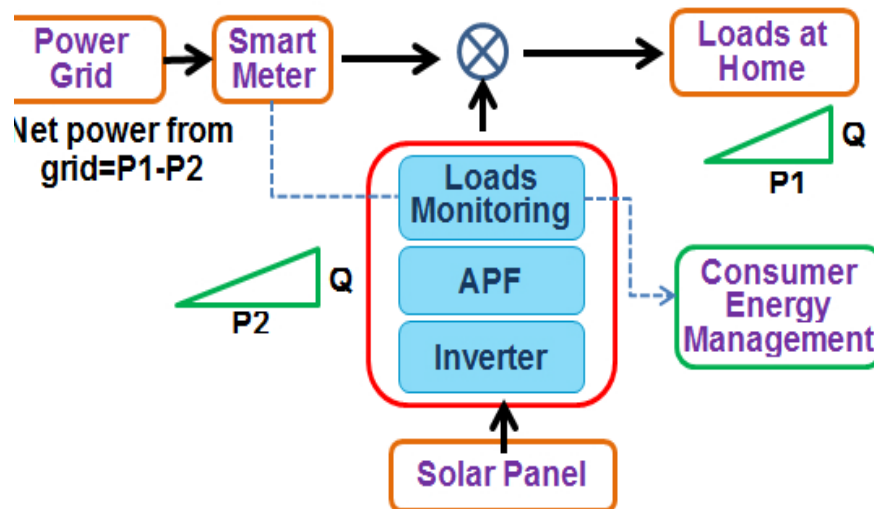 Power
Grid
Smart
Meter
Loads at
Home
Net power from
grid=P1-P2
Q
P1
Loads
Monitoring
APF
Inverter
Q
P2
Consumer
Energy
Management
Solar Panel